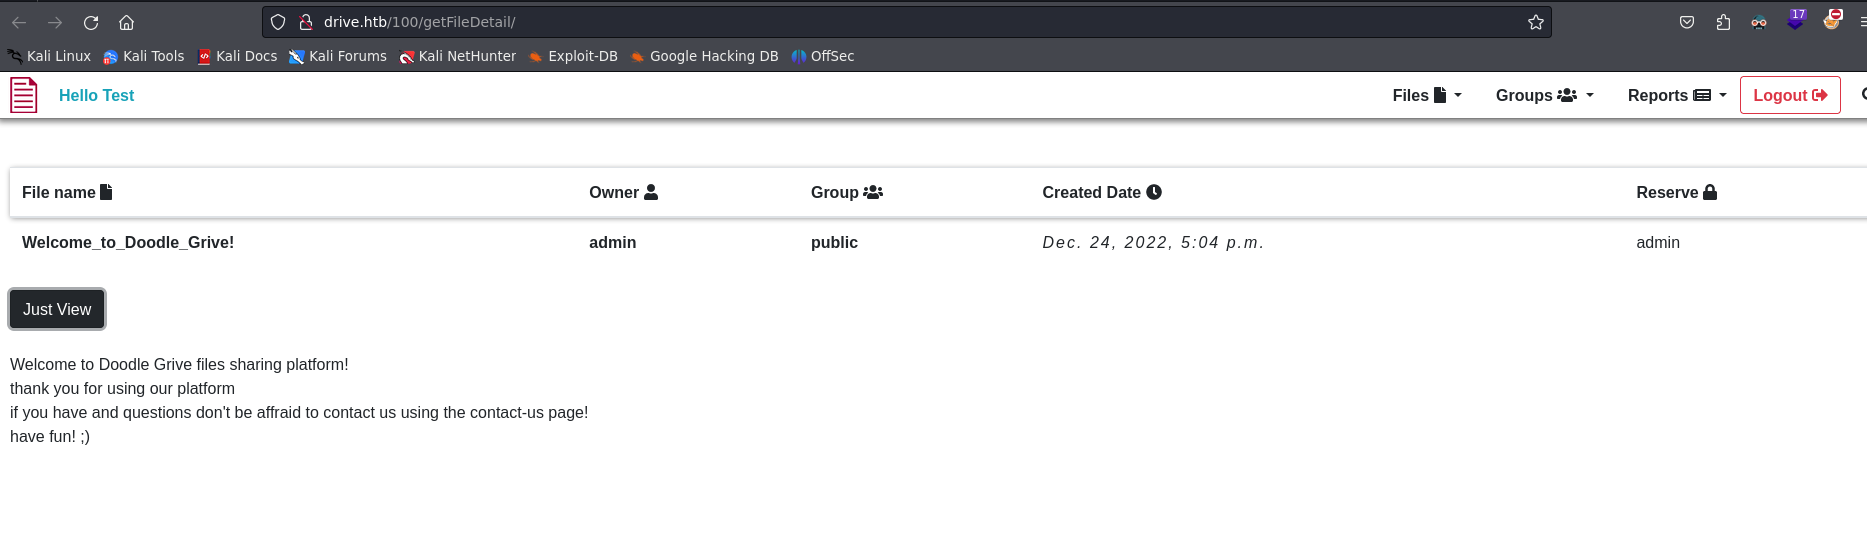 drive.htb/100/getFileDetail/
17
Kali Linux Kali Tools Kali Docs Kali Forums Kali NetHunter Exploit-DB Google Hacking DB OffSec
Hello Test Files Groups Reports Logout
File name Owner Group Created Date Reserve
Welcome_to_Doodle_Grive! admin public Dec. 24, 2022, 5:04 p.m. admin
Just View
Welcome to Doodle Grive files sharing platform!
thank you for using our platform
if you have and questions don't be affraid to contact us using the contact-us page!
have fun! ;)